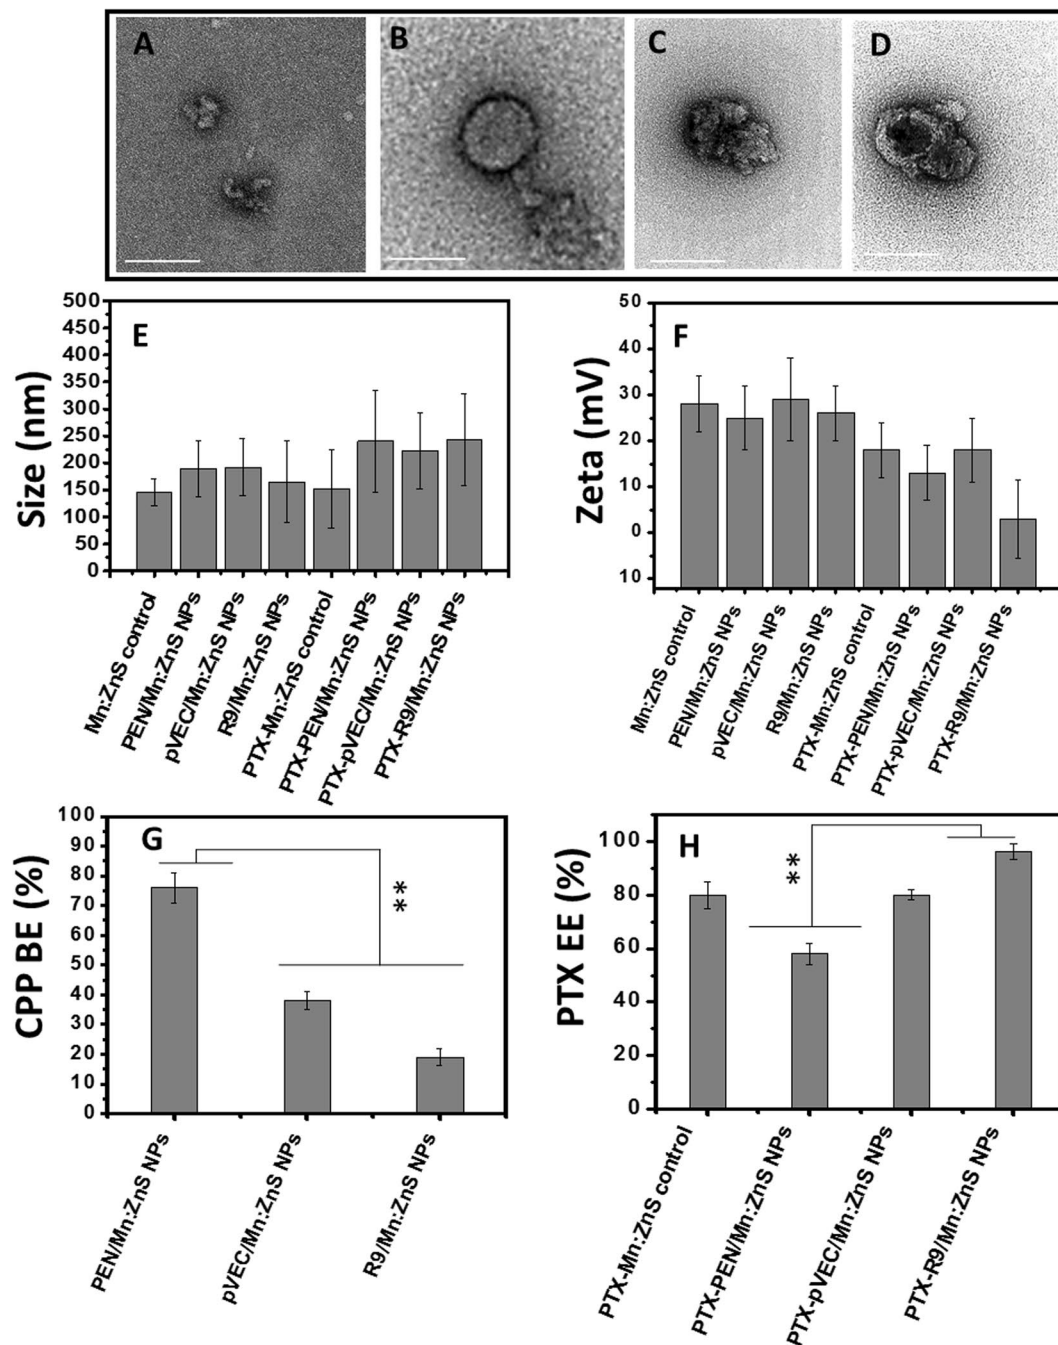 A
B
C
D
E
Size (nm)
500
450
400
350
300
250
200
150
100
50
0
Mn:ZnS control
PEN/Mn:ZnS NPs
pVEC/Mn:ZnS NPs
R9/Mn:ZnS NPs
PTX-Mn:ZnS control
PTX-PEN/Mn:ZnS NPs
PTX-pVEC/Mn:ZnS NPs
PTX-R9/Mn:ZnS NPs
F
Zeta (mV)
50
40
30
20
10
0
10
Mn:ZnS control
PEN/Mn:ZnS NPs
pVEC/Mn:ZnS NPs
R9/Mn:ZnS NPs
PTX-Mn:ZnS control
PTX-PEN/Mn:ZnS NPs
PTX-pVEC/Mn:ZnS NPs
PTX-R9/Mn:ZnS NPs
G
CPP BE (%)
100
90
80
70
60
50
40
30
20
10
0
**
PEN/Mn:ZnS NPs
pVEC/Mn:ZnS NPs
R9/Mn:ZnS NPs
H
PTX EE (%)
100
80
60
40
20
0
**
PTX-Mn:ZnS control
PTX-PEN/Mn:ZnS NPs
PTX-pVEC/Mn:ZnS NPs
PTX-R9/Mn:ZnS NPs